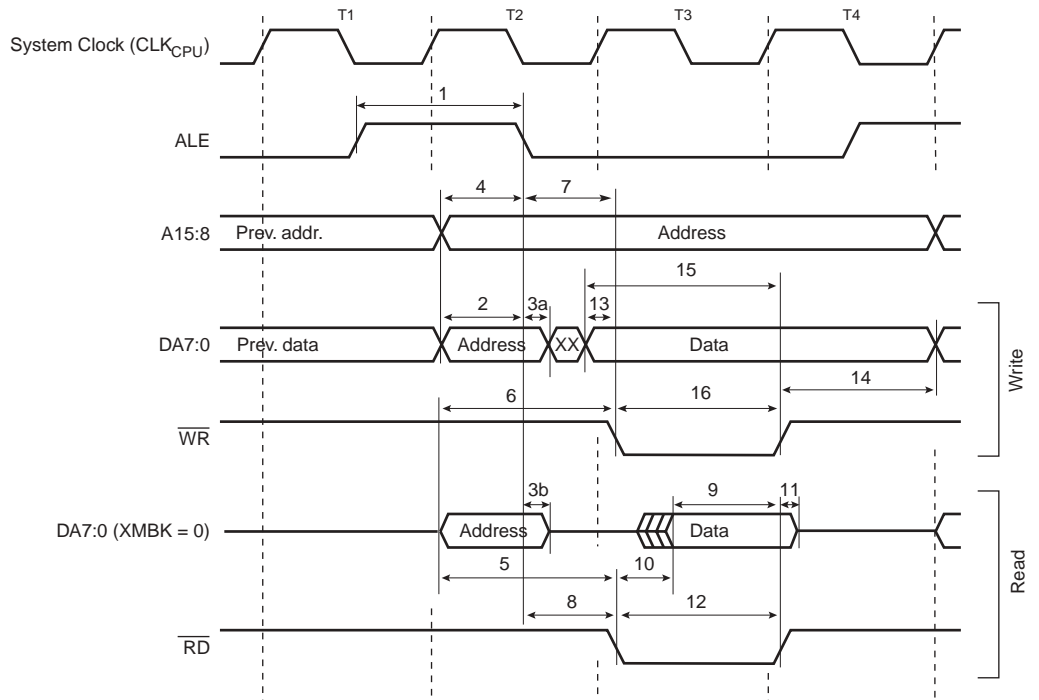 T1 T2 T3 T4
System Clock (CLKCPU)
1
ALE
4 7
A15:8 Prev. addr. Address
15
2 3a 13
DA7:0 Prev. data Address XX Data
14
6 16
WR
Write
3b 9 11
DA7:0 (XMBK = 0) Address Data
5 10
8 12
RD
Read